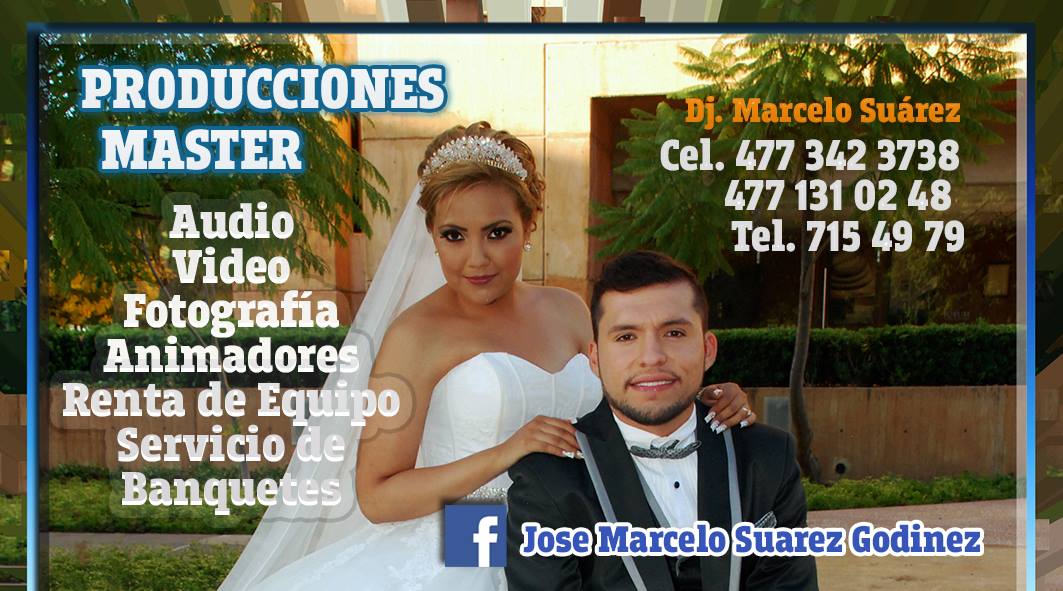 PRODUCCIONES
MASTER
Audio
Video
Fotografía
Animadores
Renta de Equipo
Servicio de
Banquetes
Dj. Marcelo Suárez
Cel. 477 342 3738
477 131 02 48
Tel. 715 49 79
f Jose Marcelo Suarez Godinez